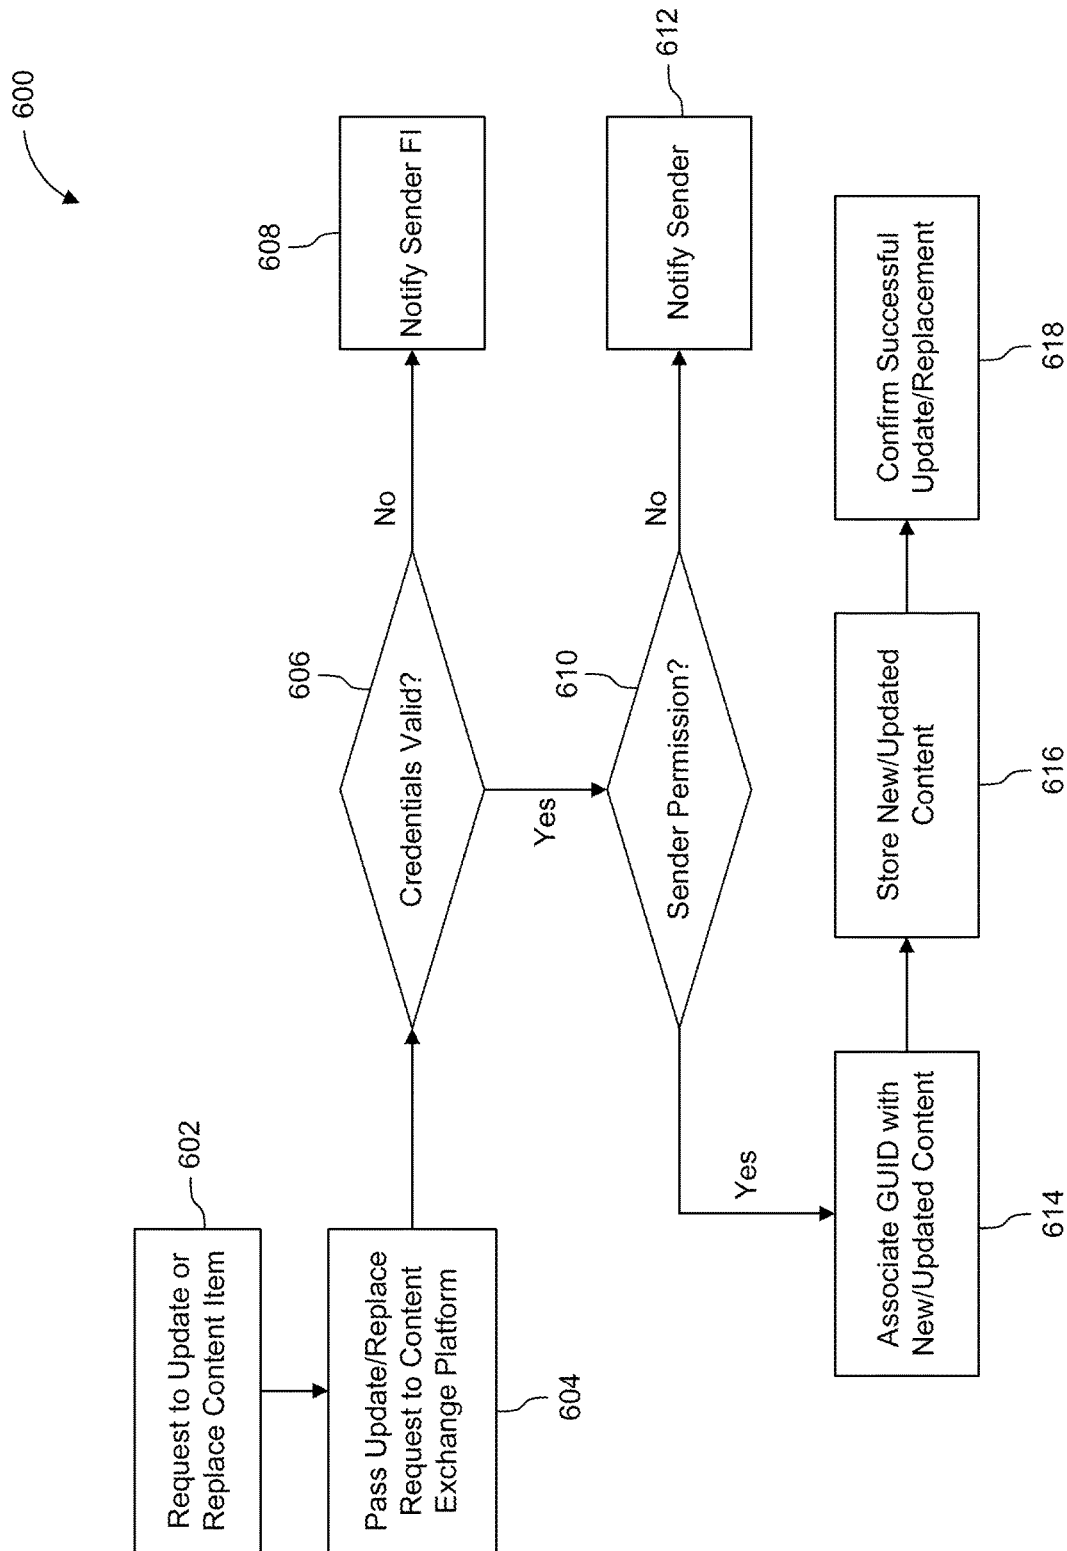 600
602
Request to Update or
Replace Content Item
Pass Update/Replace
Request to Content
Exchange Platform
604
606
Credentials Valid?
No
608
Notify Sender FI
Yes
610
Sender Permission?
No
612
Notify Sender
Yes
Associate GUID with
New/Updated Content
614
Store New/Updated
Content
616
Confirm Successful
Update/Replacement
618